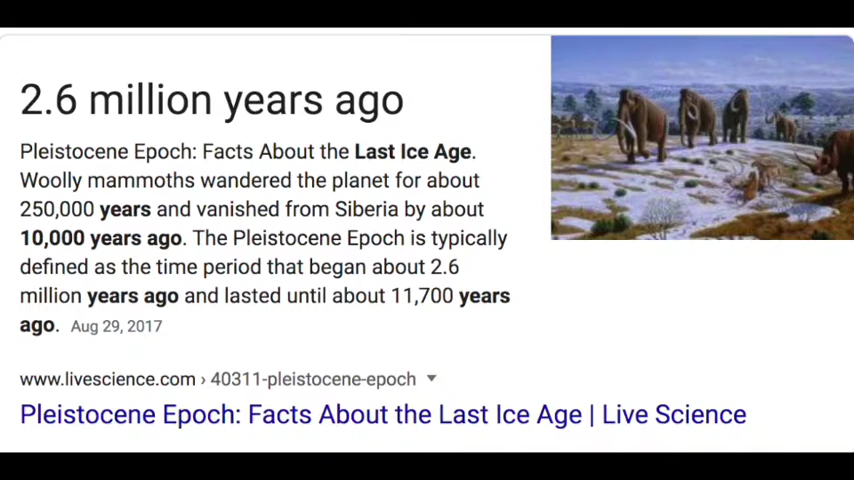 2.6 million years ago
Pleistocene Epoch: Facts About the Last Ice Age.
Woolly mammoths wandered the planet for about
250,000 years and vanished from Siberia by about
10,000 years ago. The Pleistocene Epoch is typically
defined as the time period that began about 2.6
million years ago and lasted until about 11,700 years
ago. Aug 29, 2017
www.livescience.com › 40311-pleistocene-epoch
Pleistocene Epoch: Facts About the Last Ice Age | Live Science